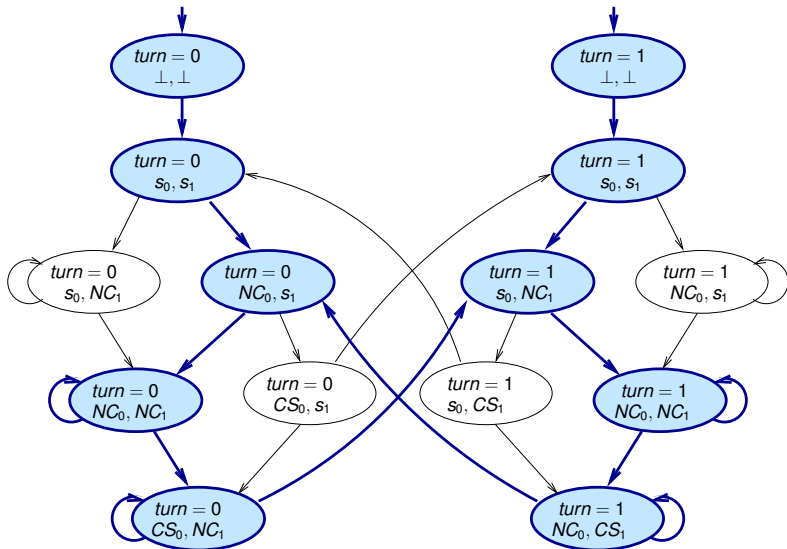 turn = 0
⊥, ⊥
turn = 1
⊥, ⊥
turn = 0
s₀, s₁
turn = 1
s₀, s₁
turn = 0
s₀, NC₁
turn = 0
NC₀, s₁
turn = 1
s₀, NC₁
turn = 1
NC₀, s₁
turn = 0
NC₀, NC₁
turn = 0
CS₀, s₁
turn = 1
s₀, CS₁
turn = 1
NC₀, NC₁
turn = 0
CS₀, NC₁
turn = 1
NC₀, CS₁